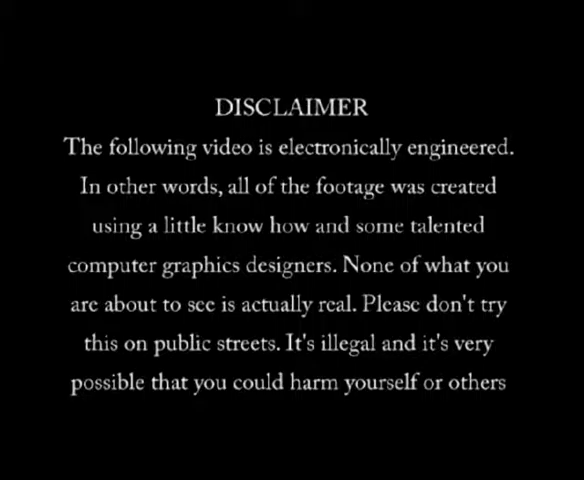 DISCLAIMER
The following video is electronically engineered.
In other words, all of the footage was created
using a little know how and some talented
computer graphics designers. None of what you
are about to see is actually real. Please don't try
this on public streets. It's illegal and it's very
possible that you could harm yourself or others